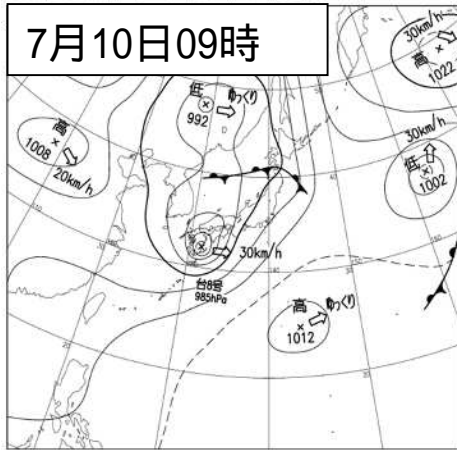 7月10日09時
30km/h
高
1022
低
ゆっくり
992
高
1008
20km/h
30km/h
低
1002
30km/h
台8号
985hPa
高
ゆっくり
1012